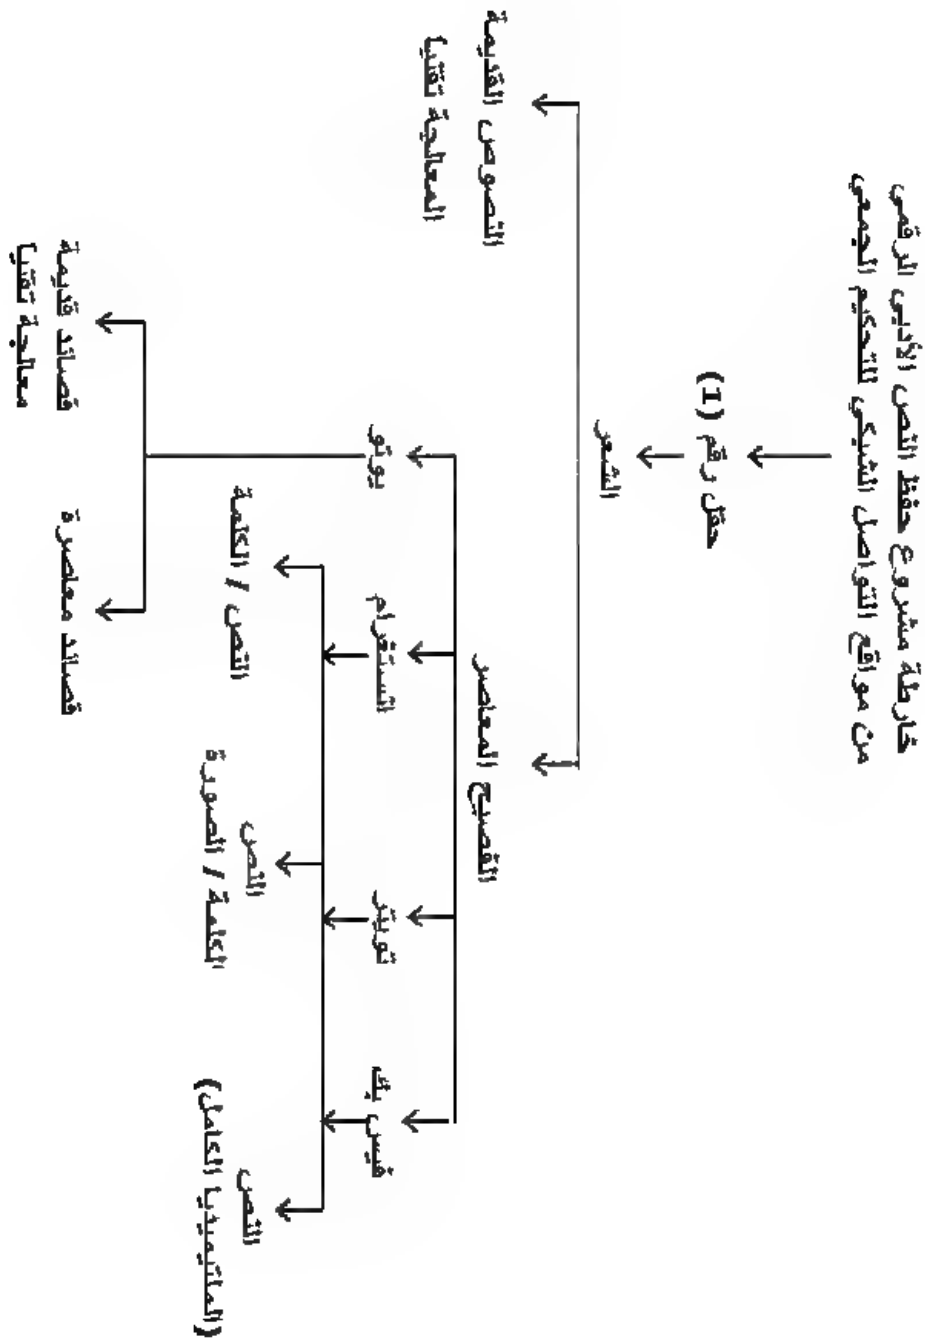 خارطة مشروع حفظ النص الأدبي الرقمي
من مواقع التواصل الشبكي للتحكيم الجمعي
حقل رقم (1)
الشعر
الفصيح المعاصر
النصوص القديمة
المعالجة تقنيا
فيس بك
تويتر
انستقرام
يوتو
النص
(الملتيميديا الكامل)
النص
الكلمة / الصورة
النص / الكلمة
قصائد معاصرة
قصائد قديمة
معالجة تقنيا